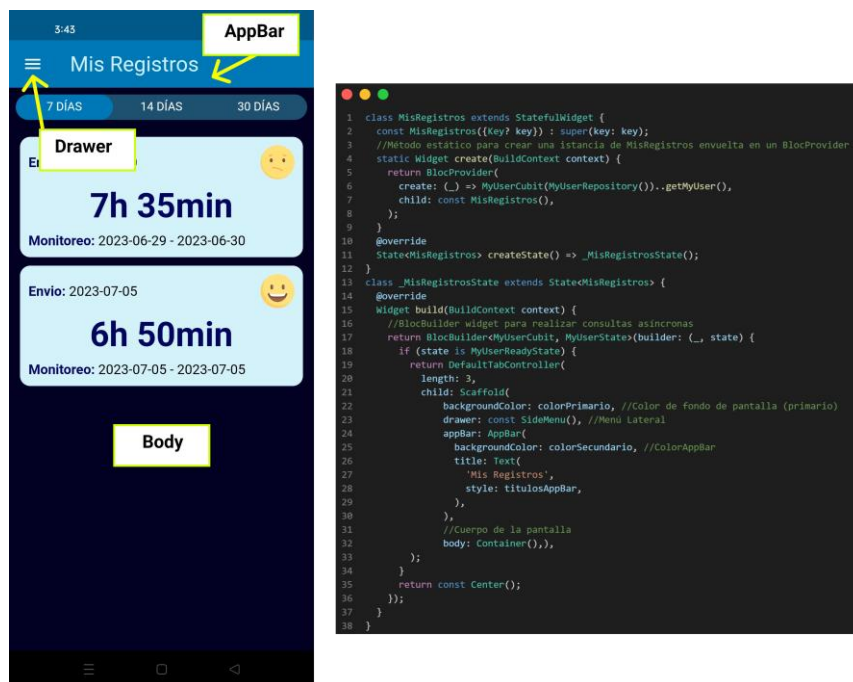 3:43
AppBar
Mis Registros
7 DÍAS 14 DÍAS 30 DÍAS
Drawer
7h 35min
Monitoreo: 2023-06-29 - 2023-06-30
Envio: 2023-07-05
6h 50min
Monitoreo: 2023-07-05 - 2023-07-05
Body
1 class MisRegistros extends StatefulWidget {
2 const MisRegistros({Key? key}) : super(key: key);
3 //Método estático para crear una istancia de MisRegistros envuelta en un BlocProvider
4 static Widget create(BuildContext context) {
5 return BlocProvider(
6 create: (_) => MyUserCubit(MyUserRepository())..getMyUser(),
7 child: const MisRegistros(),
8 );
9 }
10 @override
11 State<MisRegistros> createState() => _MisRegistrosState();
12 }
13 class _MisRegistrosState extends State<MisRegistros> {
14 @override
15 Widget build(BuildContext context) {
16 //BlocBuilder widget para realizar consultas asíncronas
17 return BlocBuilder<MyUserCubit, MyUserState>(builder: (_, state) {
18 if (state is MyUserReadyState) {
19 return DefaultTabController(
20 length: 3,
21 child: Scaffold(
22 backgroundColor: colorPrimario, //Color de fondo de pantalla (primario)
23 drawer: const SideMenu(), //Menú Lateral
24 appBar: AppBar(
25 backgroundColor: colorSecundario, //ColorAppBar
26 title: Text(
27 'Mis Registros',
28 style: titulosAppBar,
29 ),
30 ),
31 //Cuerpo de la pantalla
32 body: Container(),),
33 );
34 }
35 return const Center();
36 });
37 }
38 }